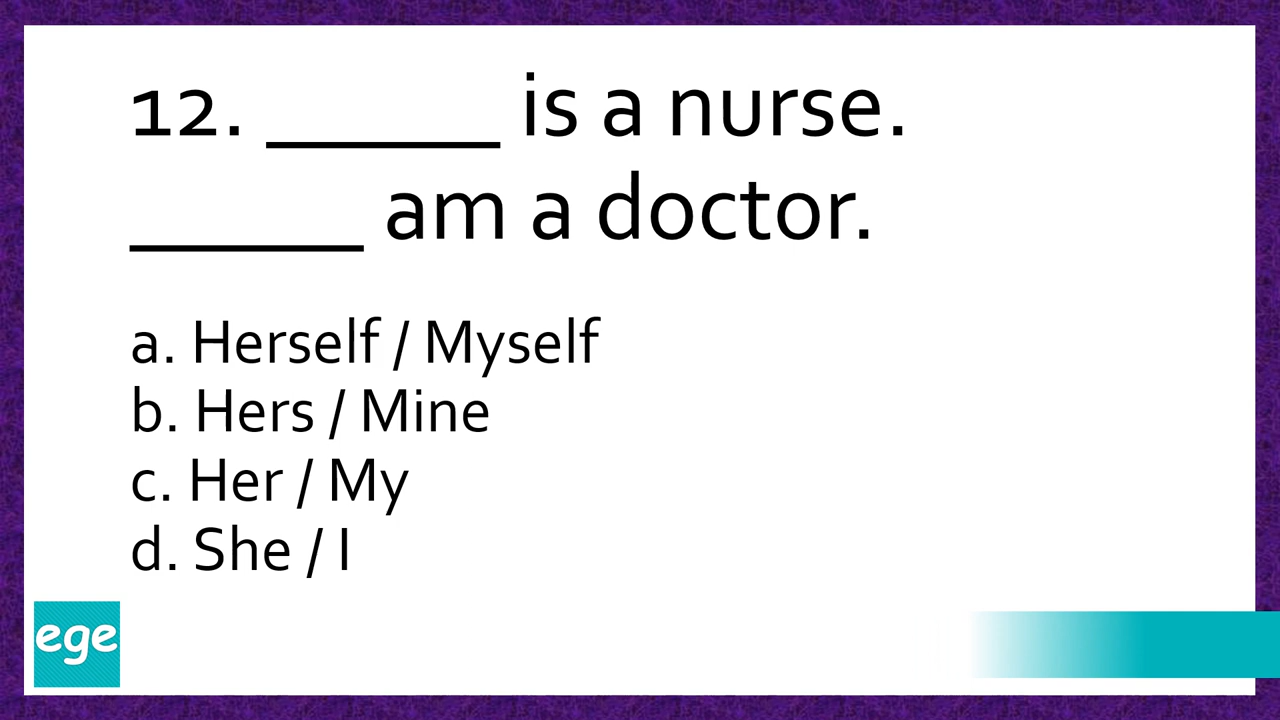 12. ______ is a nurse.
______ am a doctor.
a. Herself / Myself
b. Hers / Mine
c. Her / My
d. She / I
ege